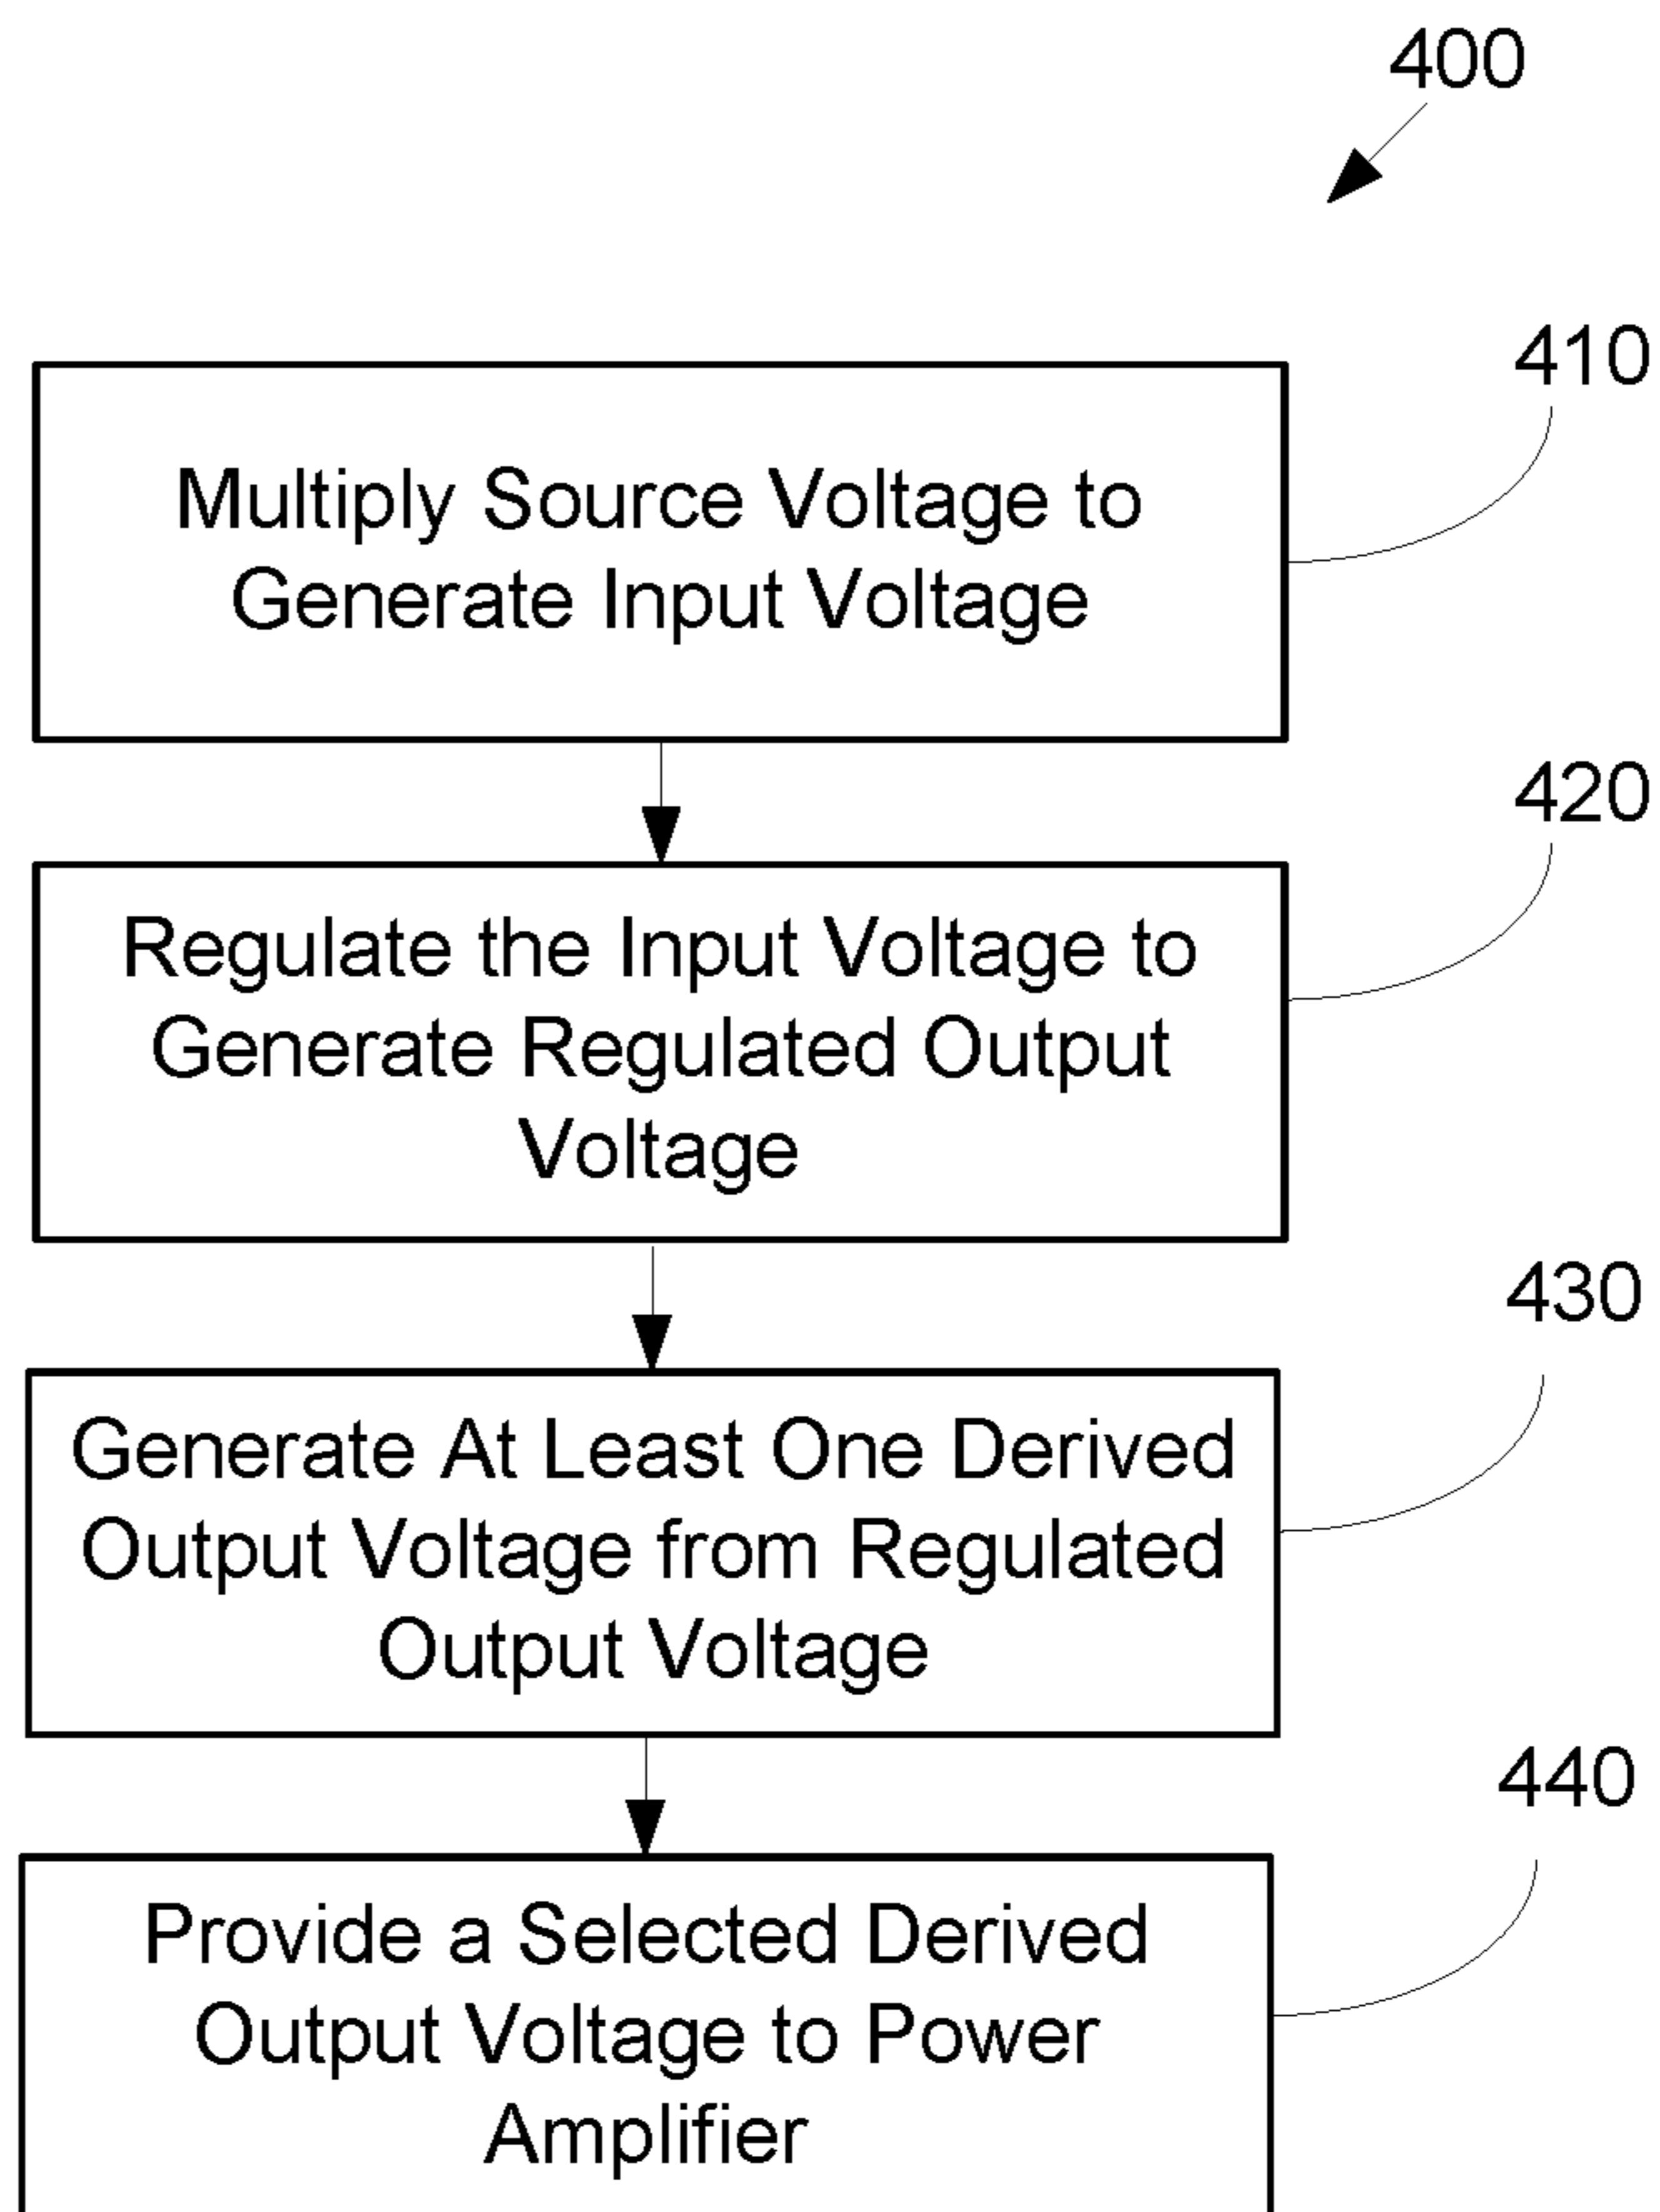 400
410
Multiply Source Voltage to
Generate Input Voltage
420
Regulate the Input Voltage to
Generate Regulated Output
Voltage
430
Generate At Least One Derived
Output Voltage from Regulated
Output Voltage
440
Provide a Selected Derived
Output Voltage to Power
Amplifier